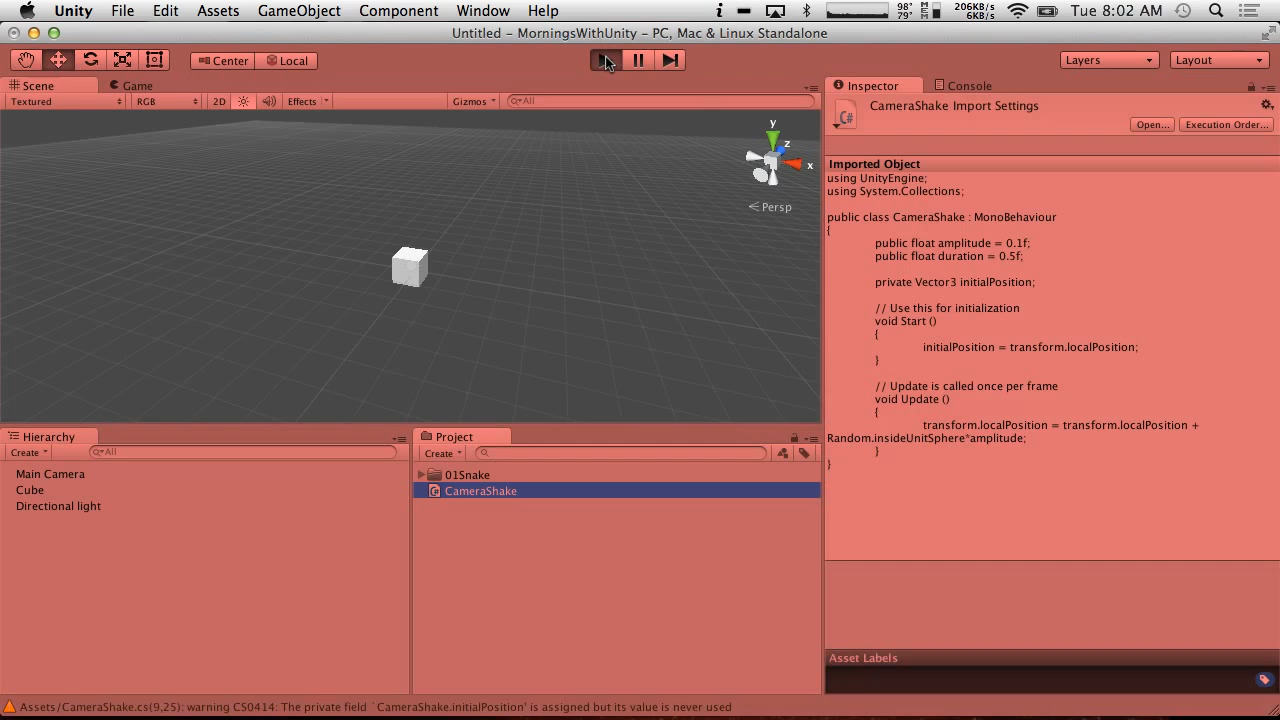 Unity File Edit Assets GameObject Component Window Help
98° 79° MEM 206KB/s 6KB/s Tue 8:02 AM
Untitled - MorningsWithUnity - PC, Mac & Linux Standalone
Center Local Layers Layout
Scene Game Inspector Console
Textured RGB 2D Effects Gizmos All
CameraShake Import Settings
C#
Open... Execution Order...
y
z
x
Persp
Imported Object
using UnityEngine;
using System.Collections;
public class CameraShake : MonoBehaviour
{
public float amplitude = 0.1f;
public float duration = 0.5f;
private Vector3 initialPosition;
// Use this for initialization
void Start ()
{
initialPosition = transform.localPosition;
}
// Update is called once per frame
void Update ()
{
transform.localPosition = transform.localPosition +
Random.insideUnitSphere*amplitude;
}
}
Hierarchy
Create All
Main Camera
Cube
Directional light
Project
Create
01Snake
CameraShake
Asset Labels
Assets/CameraShake.cs(9,25): warning CS0414: The private field `CameraShake.initialPosition' is assigned but its value is never used